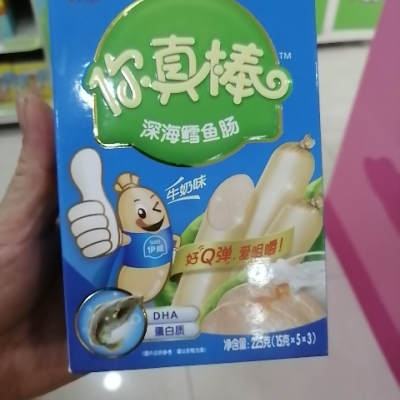 你真棒
TM
深海鳕鱼肠
牛奶味
伊威
好Q弹，爱咀嚼！
DHA
蛋白质
净含量：225克（15克×5×3）